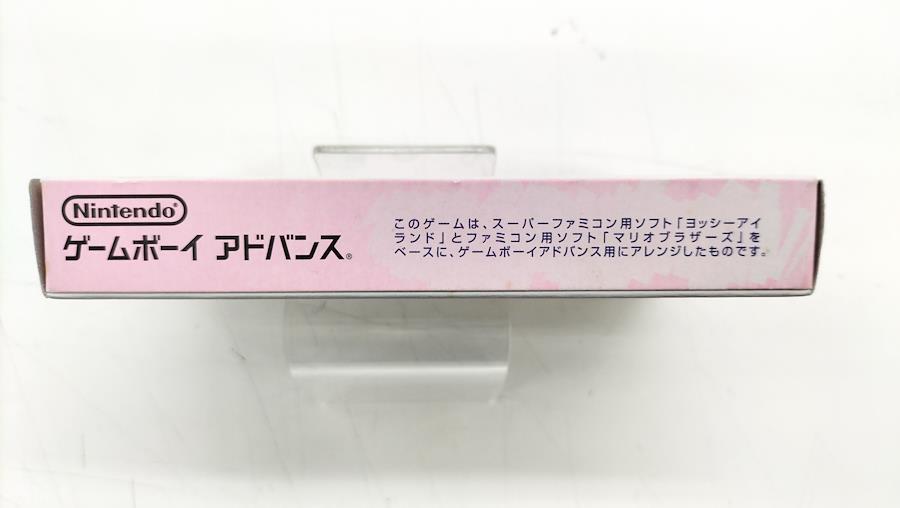 Nintendo®
ゲームボーイ アドバンス®
このゲームは、スーパーファミコン用ソフト「ヨッシーアイ
ランド」とファミコン用ソフト「マリオブラザーズ」を
ベースに、ゲームボーイアドバンス用にアレンジしたものです。